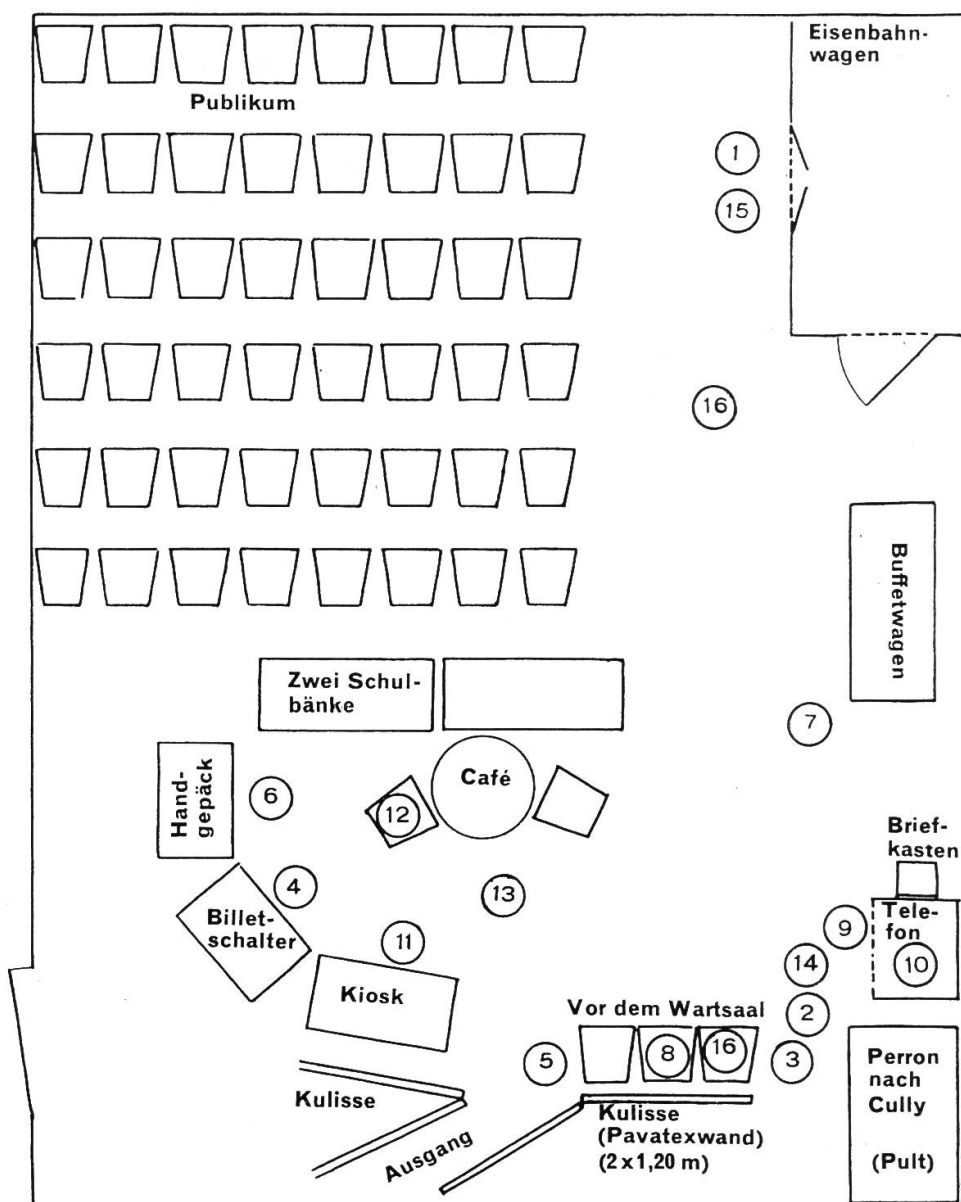 Eisenbahn-
wagen
Publikum
1
15
16
Buffetwagen
Zwei Schul-
bänke
7
Hand-
gepäck
6
Café
12
Brief-
kasten
4
13
Billet-
schalter
11
9
Tele-
fon
14
10
Kiosk
Vor dem Wartsaal
2
5
8
16
3
Perron
nach
Cully
(Pult)
Kulisse
Ausgang
Kulisse
(Pavatexwand)
(2 x 1,20 m)